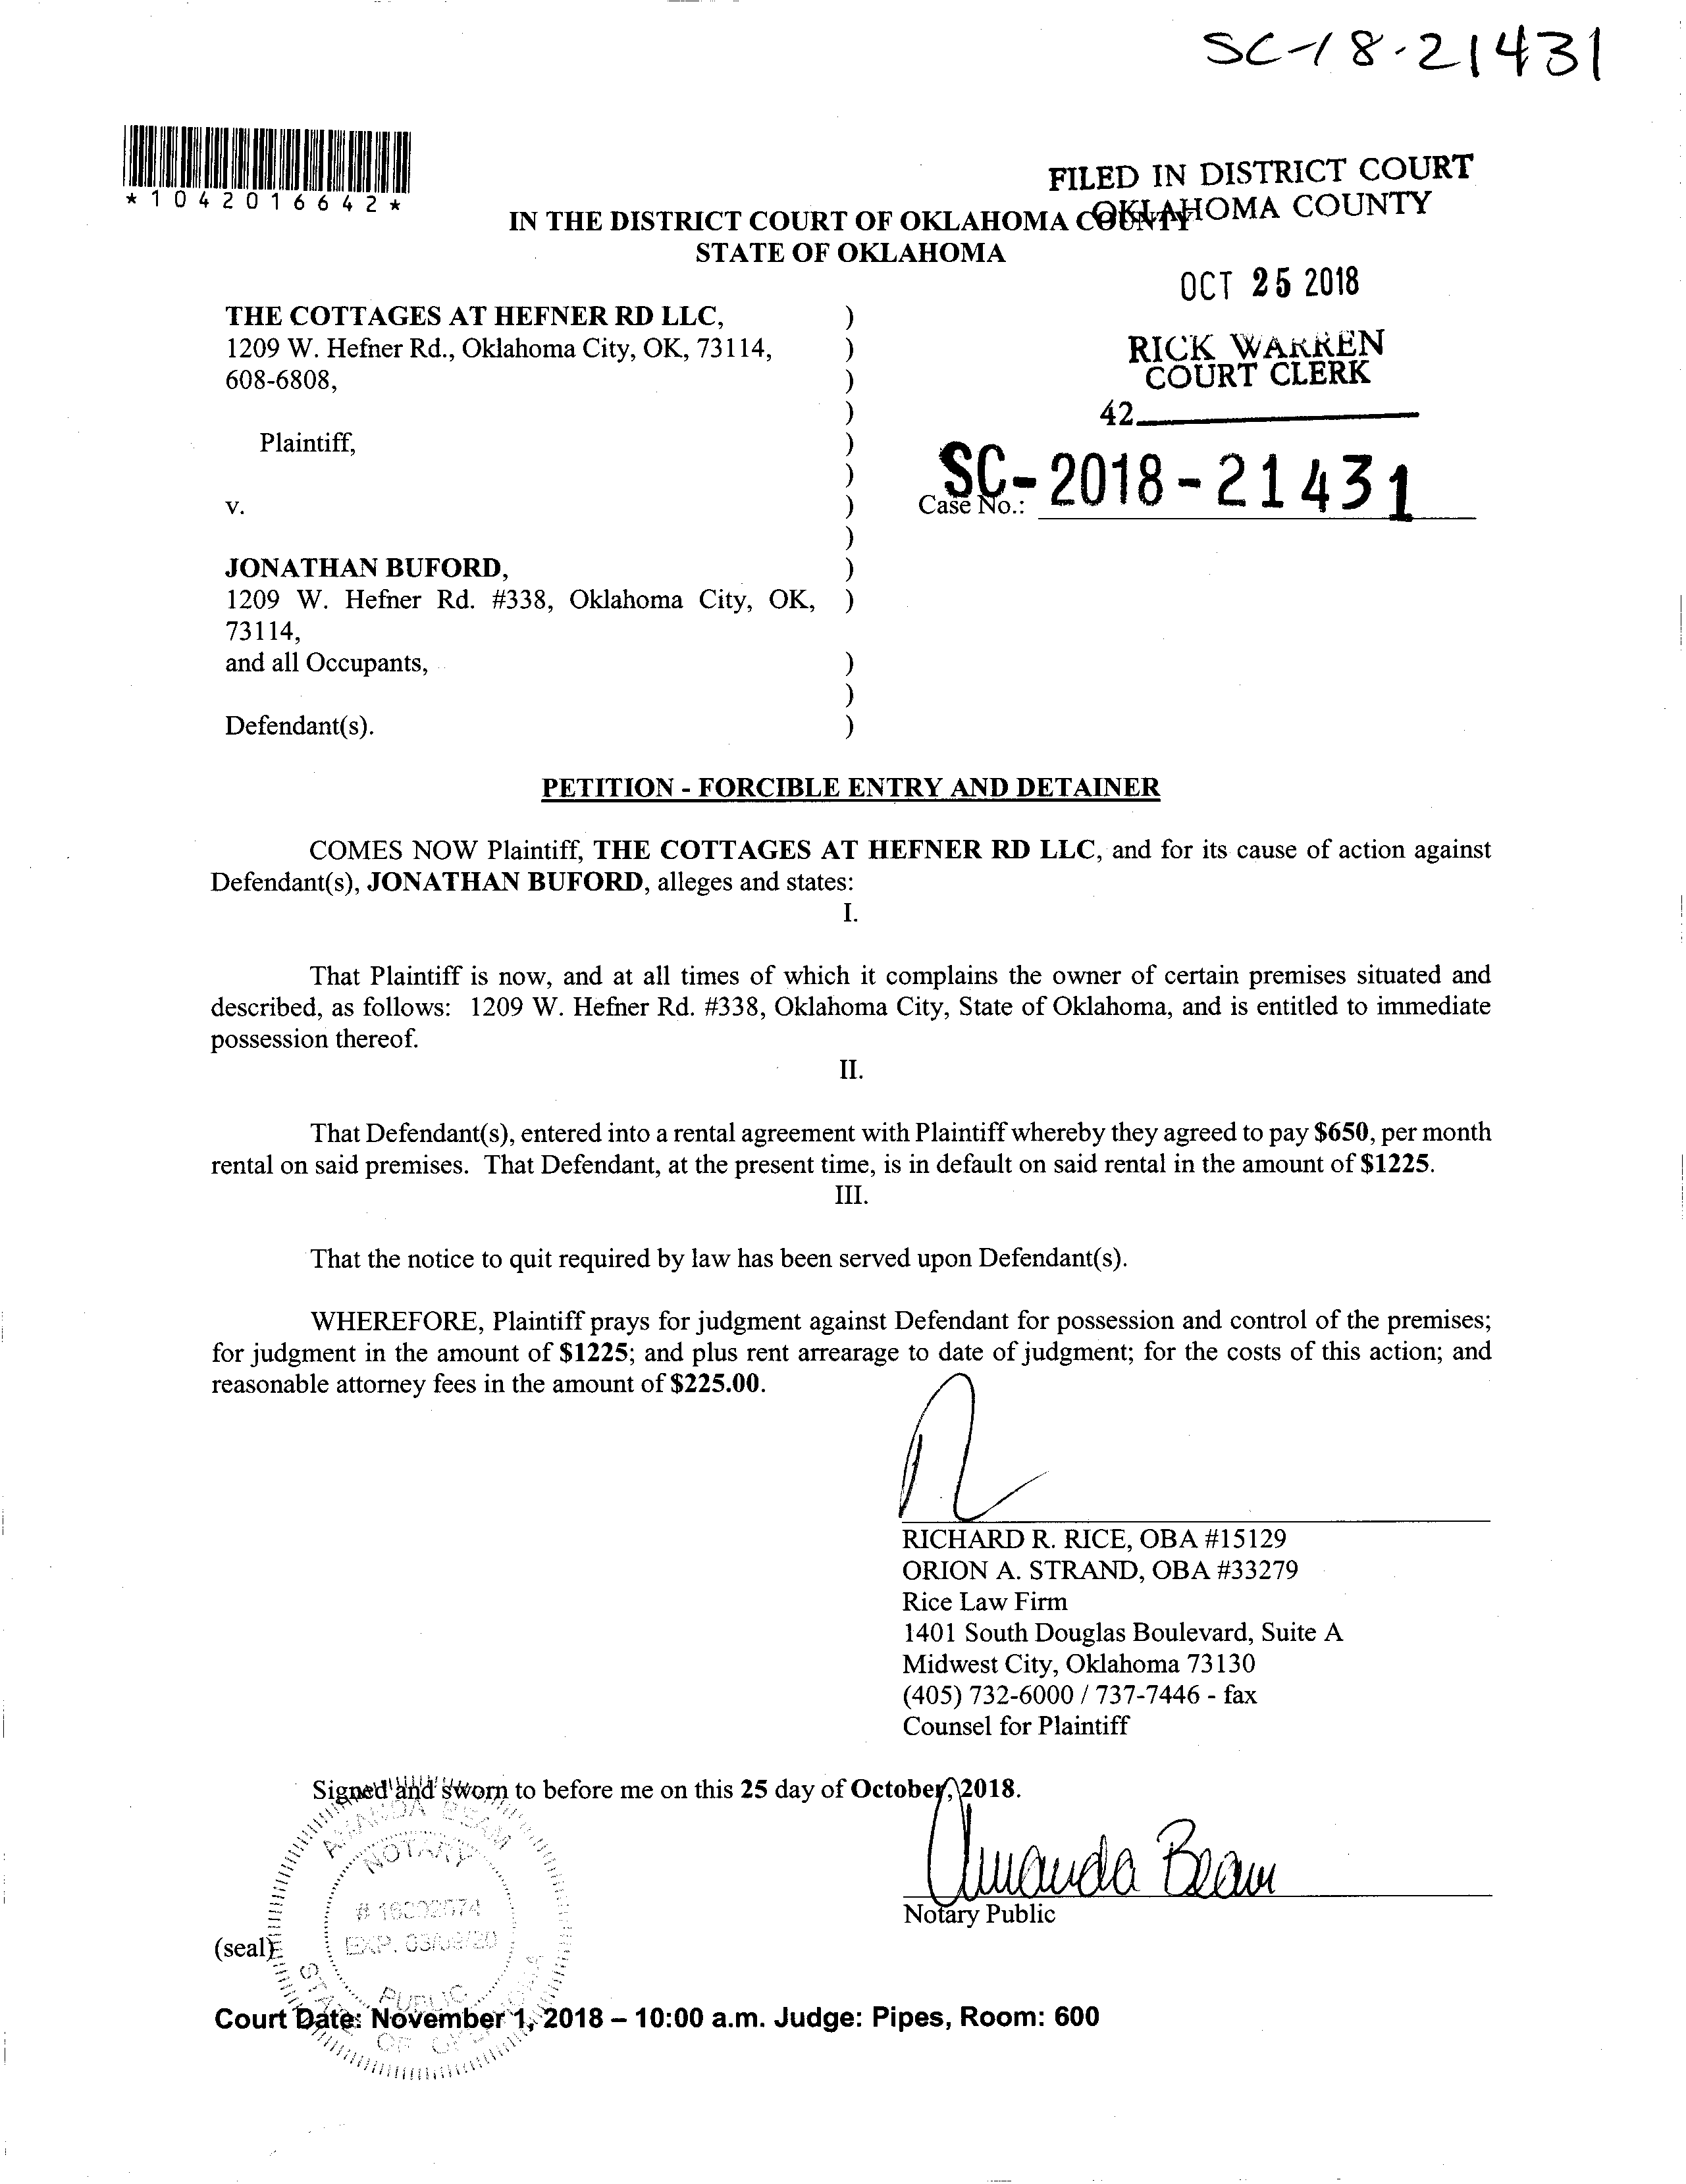 SC-18-21431
*1042016642*
FILED IN DISTRICT COURT
OKLAHOMA COUNTY
IN THE DISTRICT COURT OF OKLAHOMA COUNTY
STATE OF OKLAHOMA
OCT 25 2018
RICK WARREN
COURT CLERK
42
THE COTTAGES AT HEFNER RD LLC, )
1209 W. Hefner Rd., Oklahoma City, OK, 73114, )
608-6808, )
)
Plaintiff, )
)
v. )
)
SC-2018-21431
Case No.:
JONATHAN BUFORD, )
1209 W. Hefner Rd. #338, Oklahoma City, OK, )
73114,
and all Occupants, )
)
Defendant(s). )
PETITION - FORCIBLE ENTRY AND DETAINER
COMES NOW Plaintiff, THE COTTAGES AT HEFNER RD LLC, and for its cause of action against
Defendant(s), JONATHAN BUFORD, alleges and states:
I.
That Plaintiff is now, and at all times of which it complains the owner of certain premises situated and
described, as follows: 1209 W. Hefner Rd. #338, Oklahoma City, State of Oklahoma, and is entitled to immediate
possession thereof.
II.
That Defendant(s), entered into a rental agreement with Plaintiff whereby they agreed to pay $650, per month
rental on said premises. That Defendant, at the present time, is in default on said rental in the amount of $1225.
III.
That the notice to quit required by law has been served upon Defendant(s).
WHEREFORE, Plaintiff prays for judgment against Defendant for possession and control of the premises;
for judgment in the amount of $1225; and plus rent arrearage to date of judgment; for the costs of this action; and
reasonable attorney fees in the amount of $225.00.
RICHARD R. RICE, OBA #15129
ORION A. STRAND, OBA #33279
Rice Law Firm
1401 South Douglas Boulevard, Suite A
Midwest City, Oklahoma 73130
(405) 732-6000 / 737-7446 - fax
Counsel for Plaintiff
Signed and sworn to before me on this 25 day of October, 2018.
Amanda Beam
Notary Public
AMANDA BEAM
NOTARY
EXP.
PUBLIC
STATE OF OKLAHOMA
(seal)
Court Date: November 1, 2018 – 10:00 a.m. Judge: Pipes, Room: 600